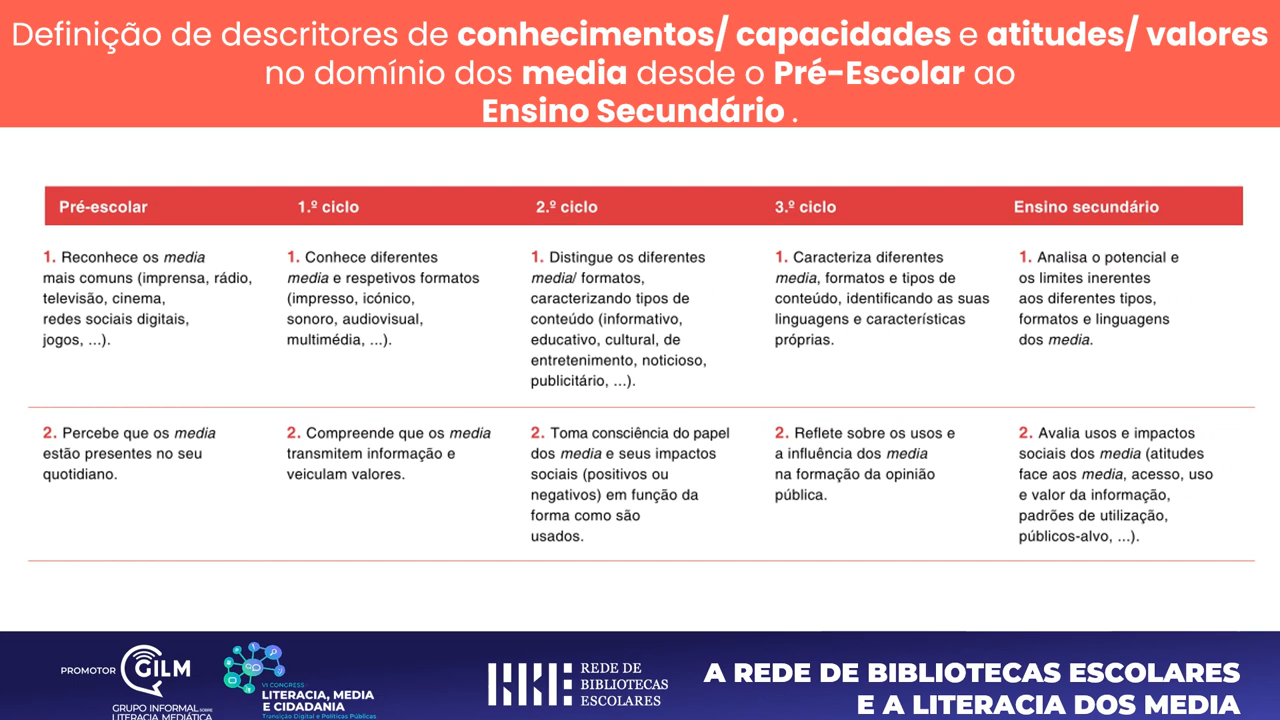 Definição de descritores de conhecimentos/ capacidades e atitudes/ valores
no domínio dos media desde o Pré-Escolar ao
Ensino Secundário .
Pré-escolar
1.º ciclo
2.º ciclo
3.º ciclo
Ensino secundário
1. Reconhece os media
mais comuns (imprensa, rádio,
televisão, cinema,
redes sociais digitais,
jogos, ...).
1. Conhece diferentes
media e respetivos formatos
(impresso, icónico,
sonoro, audiovisual,
multimédia, ...).
1. Distingue os diferentes
media/ formatos,
caracterizando tipos de
conteúdo (informativo,
educativo, cultural, de
entretenimento, noticioso,
publicitário, ...).
1. Caracteriza diferentes
media, formatos e tipos de
conteúdo, identificando as suas
linguagens e características
próprias.
1. Analisa o potencial e
os limites inerentes
aos diferentes tipos,
formatos e linguagens
dos media.
2. Percebe que os media
estão presentes no seu
quotidiano.
2. Compreende que os media
transmitem informação e
veiculam valores.
2. Toma consciência do papel
dos media e seus impactos
sociais (positivos ou
negativos) em função da
forma como são
usados.
2. Reflete sobre os usos e
a influência dos media
na formação da opinião
pública.
2. Avalia usos e impactos
sociais dos media (atitudes
face aos media, acesso, uso
e valor da informação,
padrões de utilização,
públicos-alvo, ...).
PROMOTOR
GILM
GRUPO INFORMAL SOBRE
LITERACIA MEDIÁTICA
VI CONGRESSO
LITERACIA, MEDIA
E CIDADANIA
Transição Digital e Políticas Públicas
REDE DE
BIBLIOTECAS
ESCOLARES
A REDE DE BIBLIOTECAS ESCOLARES
E A LITERACIA DOS MEDIA